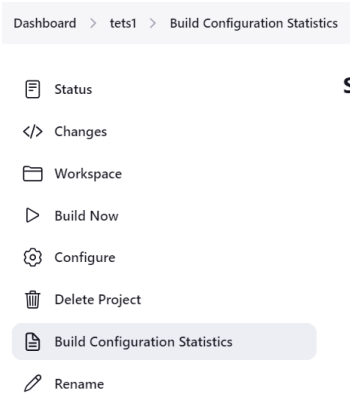 Dashboard > tets1 > Build Configuration Statistics
Status
</> Changes
Workspace
Build Now
Configure
Delete Project
Build Configuration Statistics
Rename